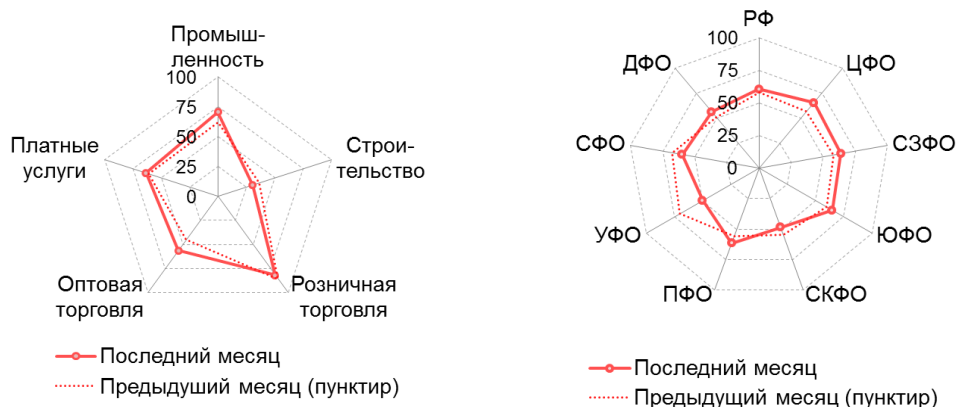 Промыш-
ленность
100
75
50
25
0
Строи-
тельство
Розничная
торговля
Оптовая
торговля
Платные
услуги
Последний месяц
Предыдуший месяц (пунктир)
РФ
100
75
50
25
0
ЦФО
СЗФО
ЮФО
СКФО
ПФО
УФО
СФО
ДФО
Последний месяц
Предыдущий месяц (пунктир)